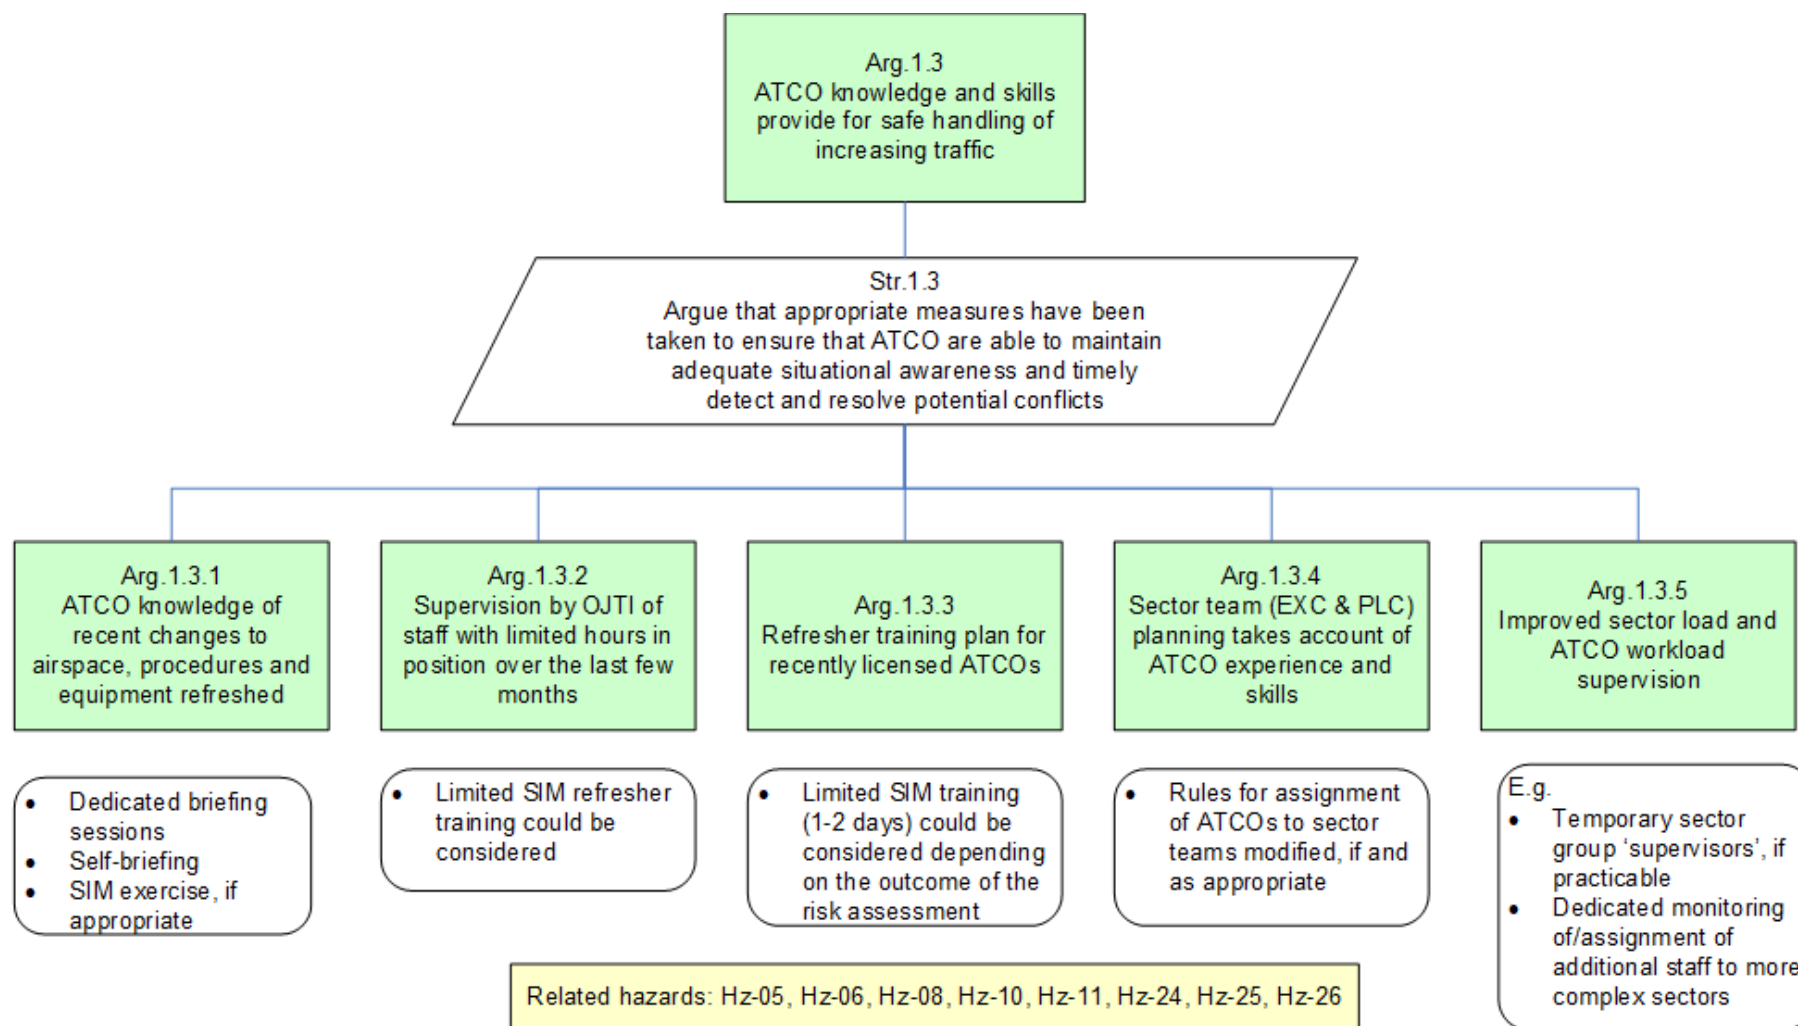 Arg.1.3
ATCO knowledge and skills
provide for safe handling of
increasing traffic
Str.1.3
Argue that appropriate measures have been
taken to ensure that ATCO are able to maintain
adequate situational awareness and timely
detect and resolve potential conflicts
Arg.1.3.1
ATCO knowledge of
recent changes to
airspace, procedures and
equipment refreshed
Arg.1.3.2
Supervision by OJTI of
staff with limited hours in
position over the last few
months
Arg.1.3.3
Refresher training plan for
recently licensed ATCOs
Arg.1.3.4
Sector team (EXC & PLC)
planning takes account of
ATCO experience and
skills
Arg.1.3.5
Improved sector load and
ATCO workload
supervision
• Dedicated briefing
sessions
• Self-briefing
• SIM exercise, if
appropriate
• Limited SIM refresher
training could be
considered
• Limited SIM training
(1-2 days) could be
considered depending
on the outcome of the
risk assessment
• Rules for assignment
of ATCOs to sector
teams modified, if and
as appropriate
E.g.
• Temporary sector
group ‘supervisors’, if
practicable
• Dedicated monitoring
of/assignment of
additional staff to more
complex sectors
Related hazards: Hz-05, Hz-06, Hz-08, Hz-10, Hz-11, Hz-24, Hz-25, Hz-26